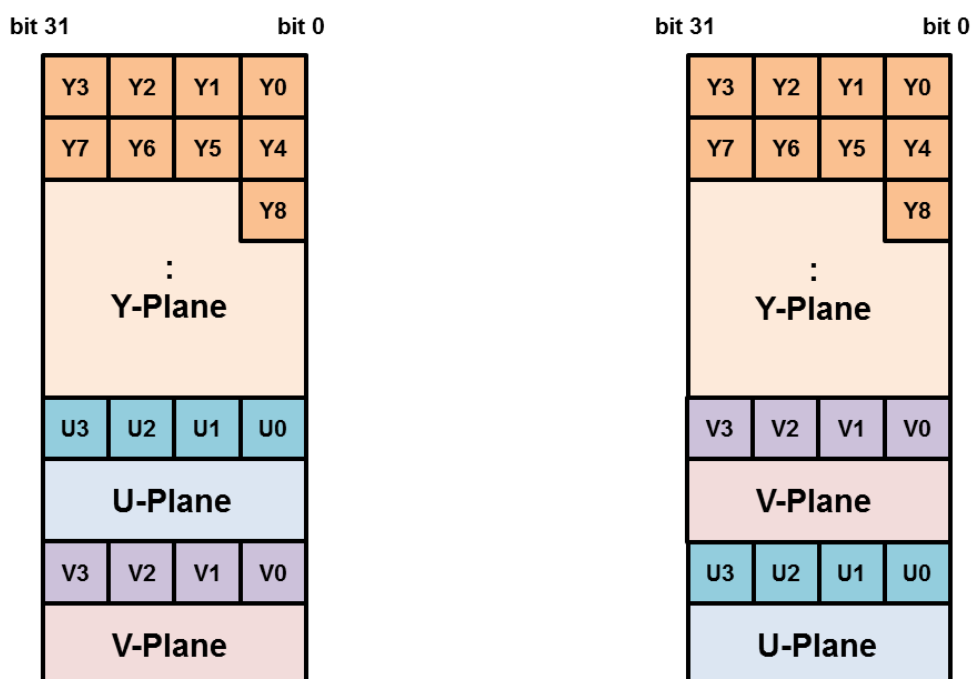 bit 31 bit 0
Y3 Y2 Y1 Y0
Y7 Y6 Y5 Y4
Y8
:
Y-Plane
U3 U2 U1 U0
U-Plane
V3 V2 V1 V0
V-Plane
bit 31 bit 0
Y3 Y2 Y1 Y0
Y7 Y6 Y5 Y4
Y8
:
Y-Plane
V3 V2 V1 V0
V-Plane
U3 U2 U1 U0
U-Plane